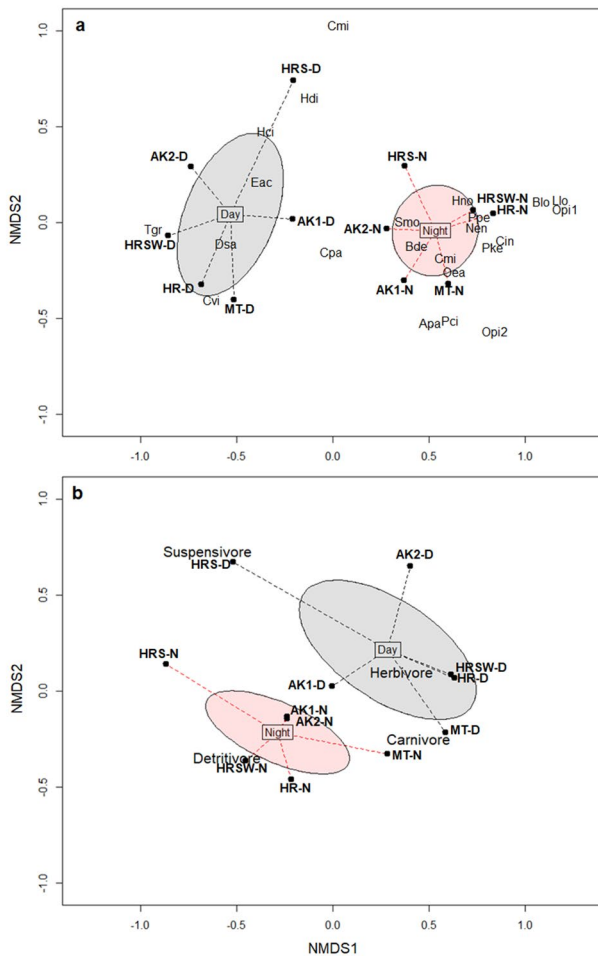 a
Cmi
HRS-D
Hdi
Hci
AK2-D
Eac
HRS-N
Day
AK1-D
Tgr
HRSW-D
Dsa
HR-D
Cvi
MT-D
Cpa
AK2-N
Smo
Hno
HRSW-N
HR-N
Ppe
Nen
Blo
Llo
Opi1
Night
Bde
Cin
Pke
Cmi
Oea
AK1-N
MT-N
Apa
Pci
Opi2
NMDS2
1.0
0.5
0.0
-0.5
-1.0
-1.0
-0.5
0.0
0.5
1.0
b
Suspensivore
HRS-D
AK2-D
HRS-N
Day
Herbivore
HRSW-D
HR-D
AK1-D
AK1-N
AK2-N
Night
MT-D
Carnivore
MT-N
Detritivore
HRSW-N
HR-N
NMDS2
1.0
0.5
0.0
-0.5
-1.0
-1.0
-0.5
0.0
0.5
1.0
NMDS1